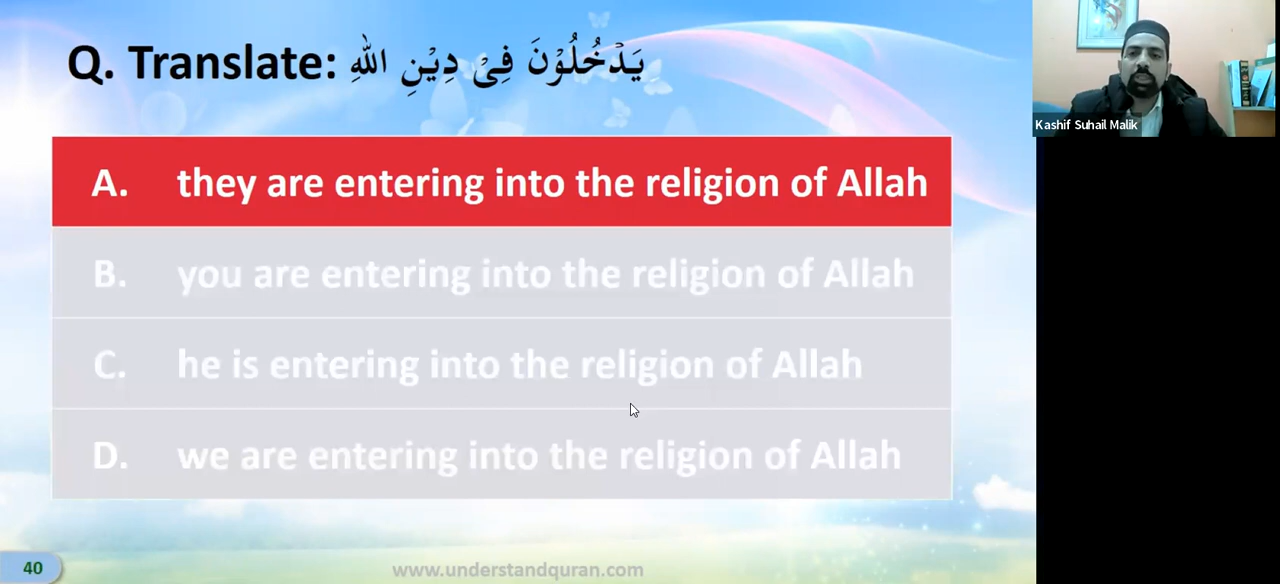 Q. Translate: يَدْخُلُوْنَ فِىْ دِيْنِ اللهِ
Kashif Suhail Malik
A. they are entering into the religion of Allah
B. you are entering into the religion of Allah
C. he is entering into the religion of Allah
D. we are entering into the religion of Allah
40
www.understandquran.com